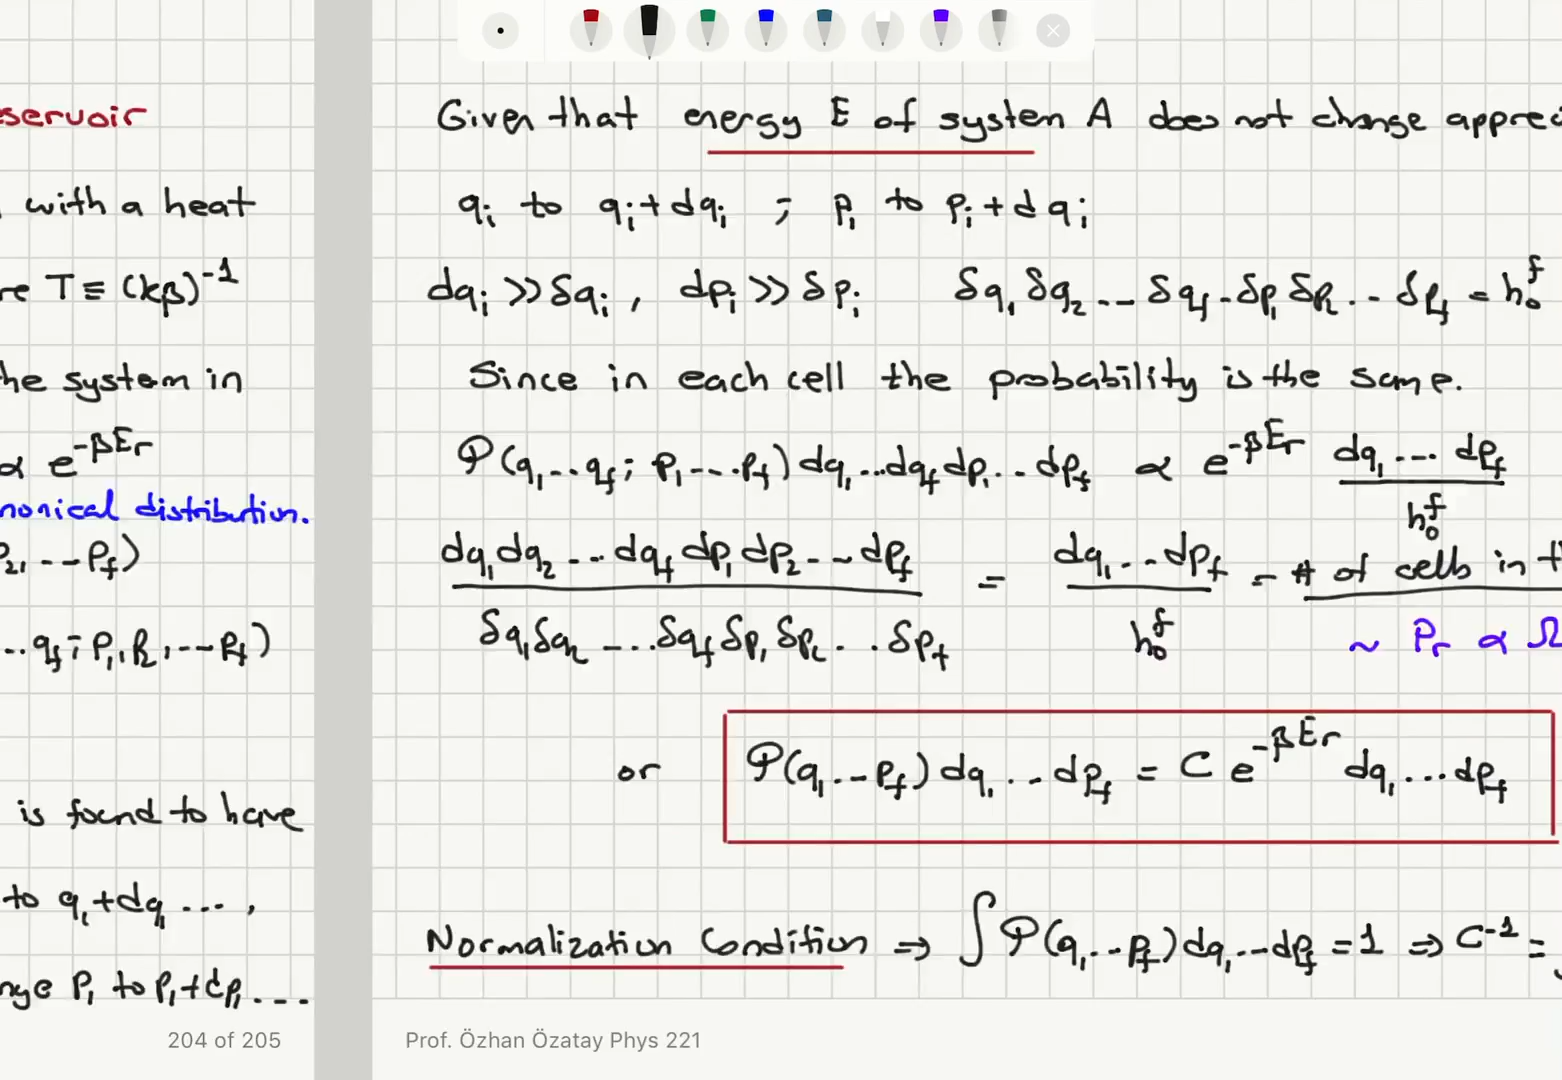 servoir
with a heat
re T ≡ (kβ)⁻¹
he system in
α e^-βEr
nonical distribution.
P2, -- Pf)
... qf ; P1, P2, -- Pf)
is found to have
to q1+dq1 ... ,
nge P1 to P1+dP1 ....
204 of 205
Given that energy E of system A does not change apprec
qi to qi+dqi ; Pi to Pi+dqi
dqi >> δqi , dpi >> δpi δq1 δq2 ... δqf . δp1 δp2 ... δpf = h0^f
Since in each cell the probability is the same.
P(q1...qf ; P1--..Pf) dq1...dqf dp1... dpf α e^-βEr dq1 ... dpf / h0^f
dq1 dq2 ... dqf dp1 dp2 ... dpf / δq1 δq2 ... δqf δp1 δp2 ... δpf = dq1...dpf / h0^f = # of cells in t
~ Pr α Ω
or P(q1...Pf) dq1 ... dpf = C e^-βEr dq1 ... dpf
Normalization Condition ⇒ ∫ P(q1...Pf) dq1...dpf = 1 ⇒ C⁻¹ =
Prof. Özhan Özatay Phys 221